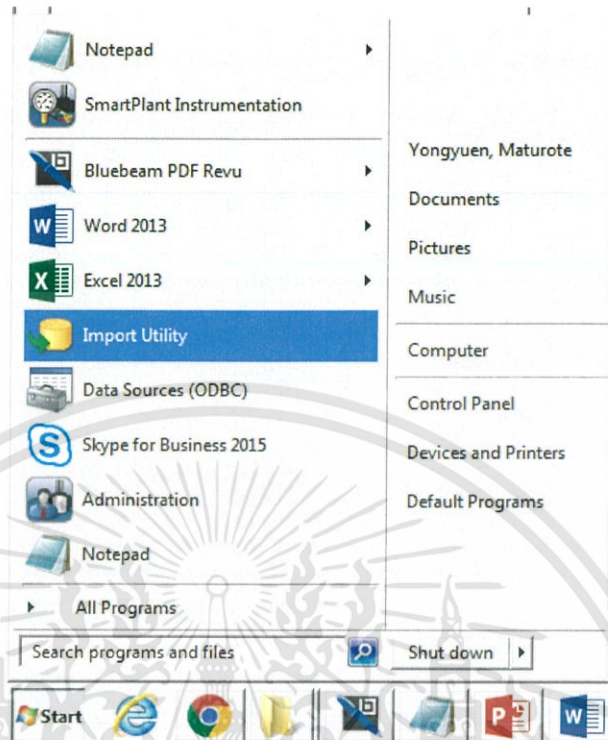 Notepad
SmartPlant Instrumentation
Bluebeam PDF Revu
Word 2013
Excel 2013
Import Utility
Data Sources (ODBC)
Skype for Business 2015
Administration
Notepad
All Programs
Search programs and files
Yongyuen, Maturote
Documents
Pictures
Music
Computer
Control Panel
Devices and Printers
Default Programs
Shut down
Start